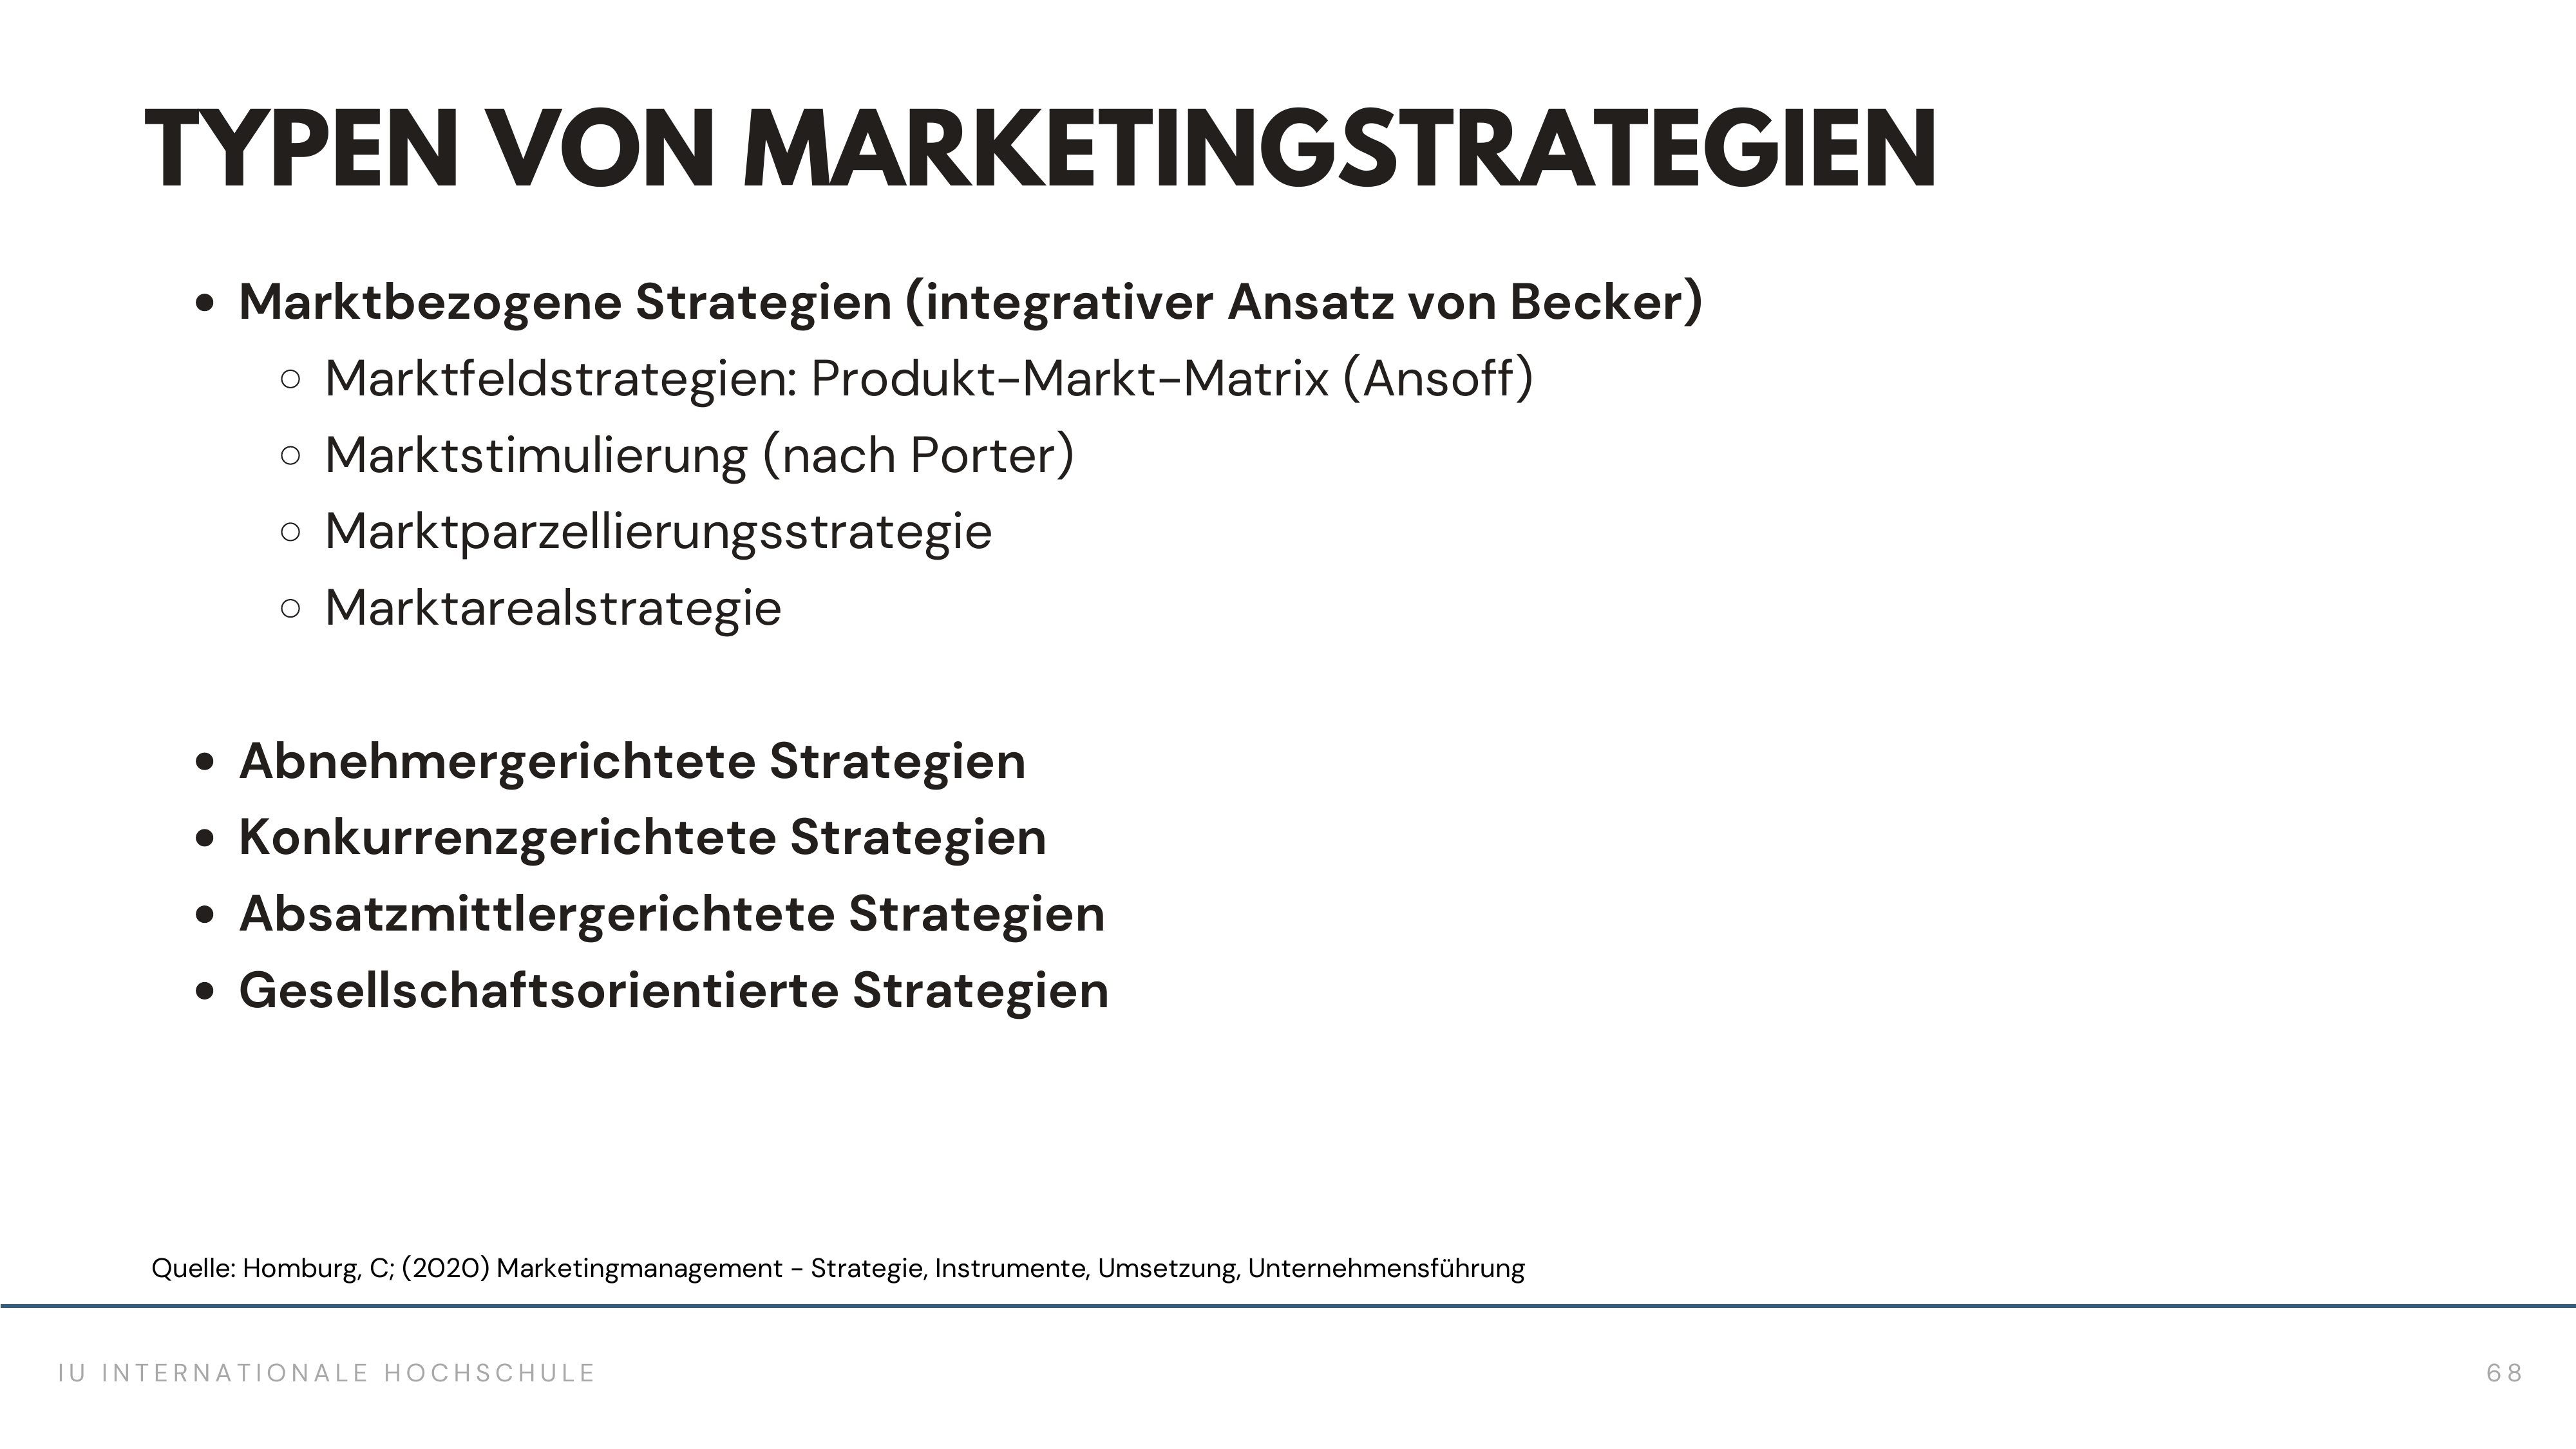 TYPEN VON MARKETINGSTRATEGIEN
• Marktbezogene Strategien (integrativer Ansatz von Becker)
○ Marktfeldstrategien: Produkt-Markt-Matrix (Ansoff)
○ Marktstimulierung (nach Porter)
○ Marktparzellierungsstrategie
○ Marktarealstrategie
• Abnehmergerichtete Strategien
• Konkurrenzgerichtete Strategien
• Absatzmittlergerichtete Strategien
• Gesellschaftsorientierte Strategien
Quelle: Homburg, C; (2020) Marketingmanagement - Strategie, Instrumente, Umsetzung, Unternehmensführung
IU INTERNATIONALE HOCHSCHULE
68